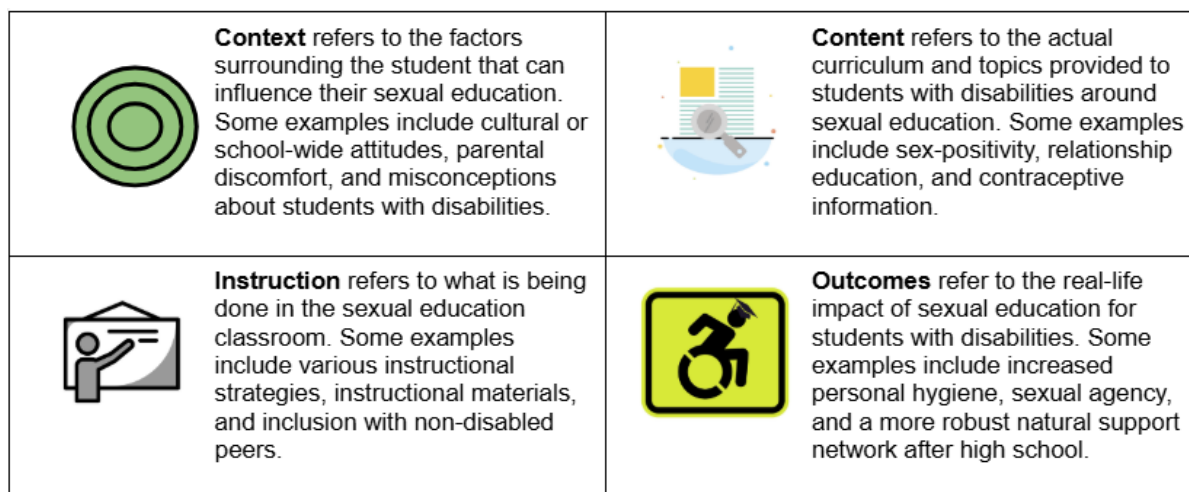 Context refers to the factors
surrounding the student that can
influence their sexual education.
Some examples include cultural or
school-wide attitudes, parental
discomfort, and misconceptions
about students with disabilities.
Content refers to the actual
curriculum and topics provided to
students with disabilities around
sexual education. Some examples
include sex-positivity, relationship
education, and contraceptive
information.
Instruction refers to what is being
done in the sexual education
classroom. Some examples
include various instructional
strategies, instructional materials,
and inclusion with non-disabled
peers.
Outcomes refer to the real-life
impact of sexual education for
students with disabilities. Some
examples include increased
personal hygiene, sexual agency,
and a more robust natural support
network after high school.